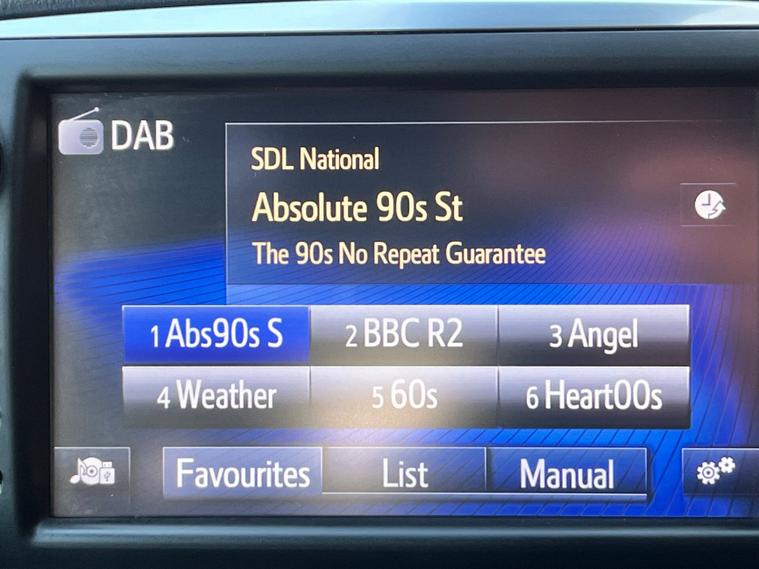 DAB
SDL National
Absolute 90s St
The 90s No Repeat Guarantee
1 Abs90s S
2 BBC R2
3 Angel
4 Weather
5 60s
6 Heart00s
Favourites
List
Manual